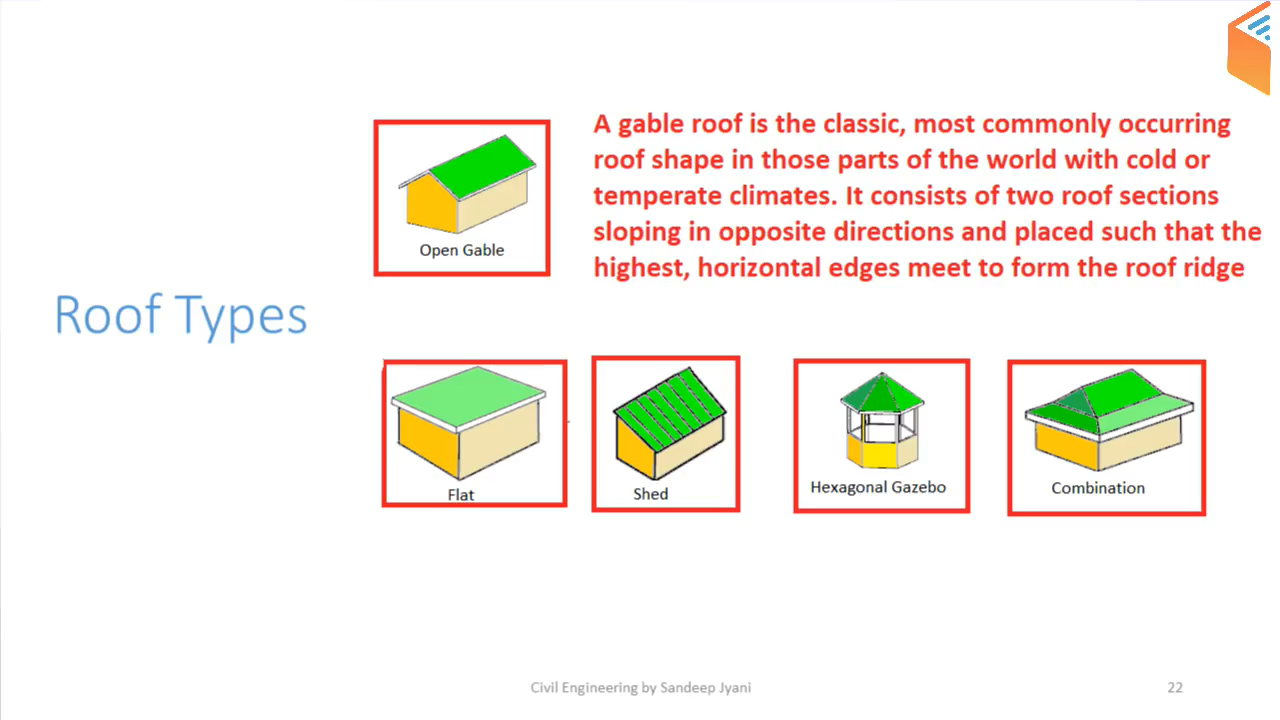 A gable roof is the classic, most commonly occurring
roof shape in those parts of the world with cold or
temperate climates. It consists of two roof sections
sloping in opposite directions and placed such that the
highest, horizontal edges meet to form the roof ridge
Open Gable
Roof Types
Flat
Shed
Hexagonal Gazebo
Combination
Civil Engineering by Sandeep Jyani
22